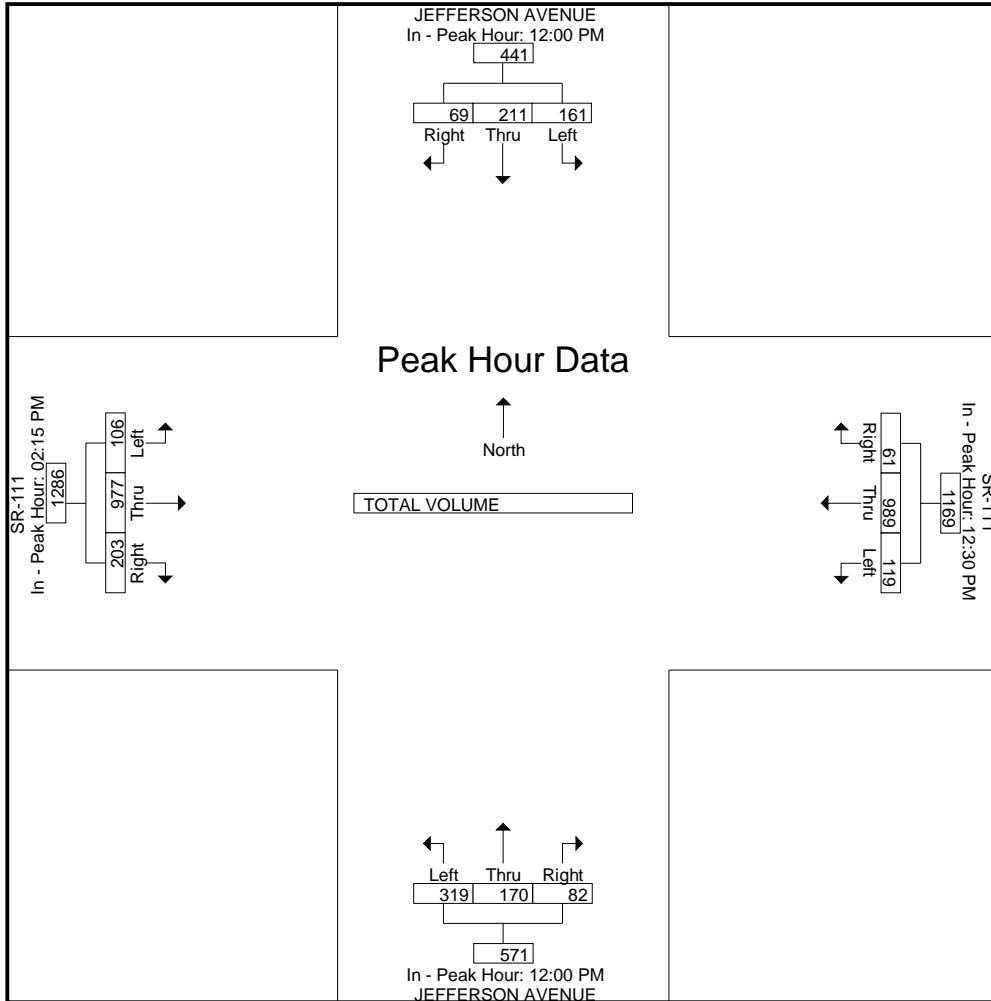 JEFFERSON AVENUE
In - Peak Hour: 12:00 PM
441
69 211 161
Right Thru Left
Peak Hour Data
North
TOTAL VOLUME
SR-111
In - Peak Hour: 02:15 PM
1286
106 977 203
Left Thru Right
SR-111
In - Peak Hour: 12:30 PM
1169
61 989 119
Right Thru Left
Left Thru Right
319 170 82
571
In - Peak Hour: 12:00 PM
JEFFERSON AVENUE